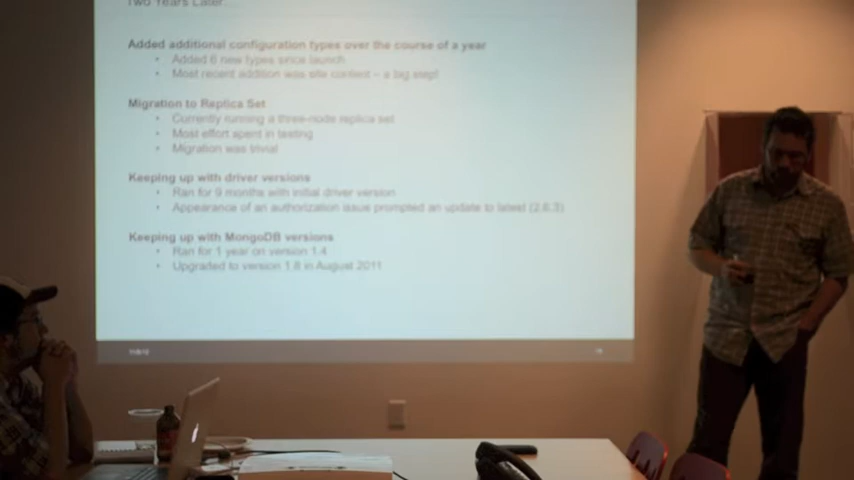 Two Years Later...
Added additional configuration types over the course of a year
• Added 6 new types since launch
• Most recent addition was site content – a big step!
Migration to Replica Set
• Currently running a three-node replica set
• Most effort spent in testing
• Migration was trivial
Keeping up with driver versions
• Ran for 9 months with initial driver version
• Appearance of an authorization issue prompted an update to latest (2.6.3)
Keeping up with MongoDB versions
• Ran for 1 year on version 1.4
• Upgraded to version 1.8 in August 2011